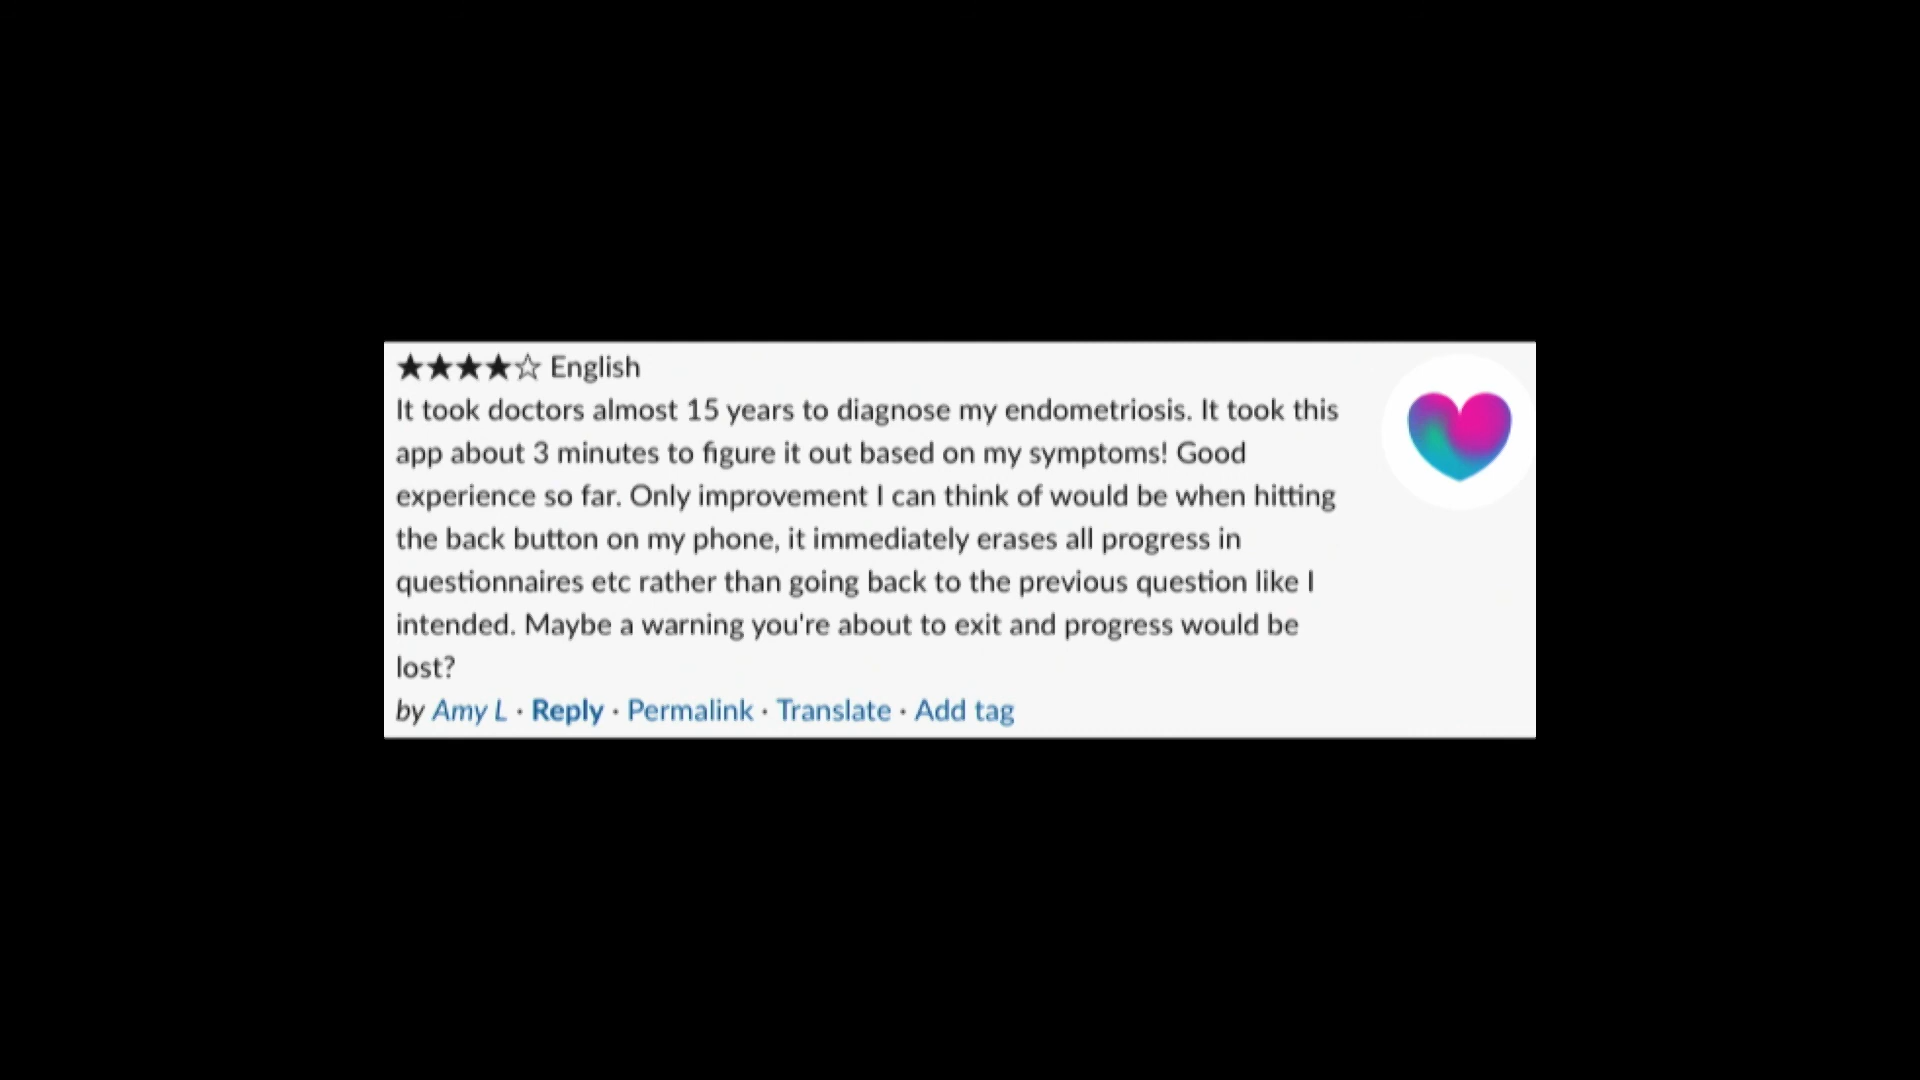 ★★★★☆ English
It took doctors almost 15 years to diagnose my endometriosis. It took this
app about 3 minutes to figure it out based on my symptoms! Good
experience so far. Only improvement I can think of would be when hitting
the back button on my phone, it immediately erases all progress in
questionnaires etc rather than going back to the previous question like I
intended. Maybe a warning you're about to exit and progress would be
lost?
by Amy L · Reply · Permalink · Translate · Add tag